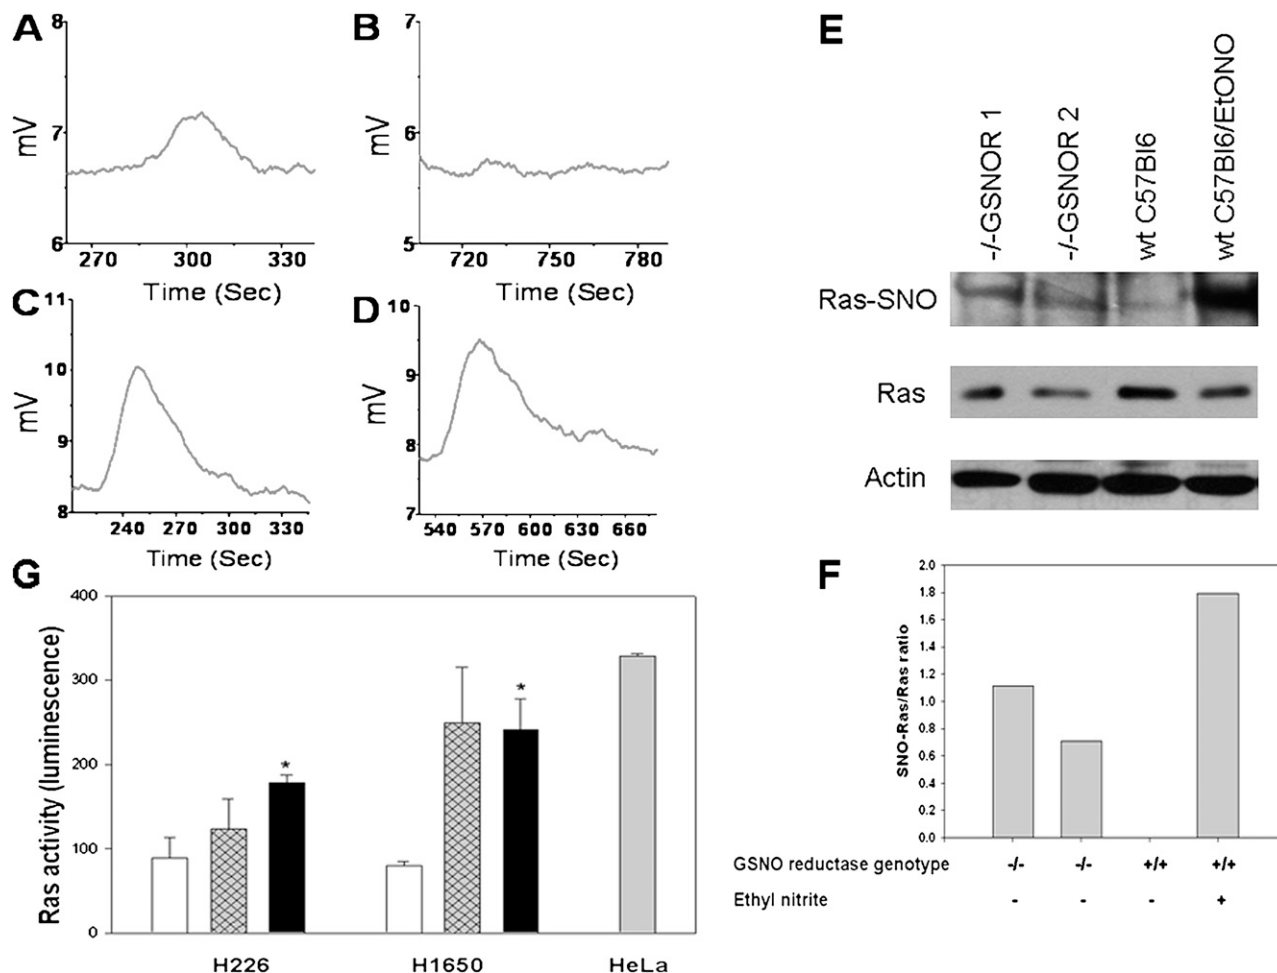 A
8
7
6
mV
270 300 330
Time (Sec)
B
7
6
5
mV
720 750 780
Time (Sec)
C
11
10
9
8
mV
240 270 300 330
Time (Sec)
D
10
9
8
7
mV
540 570 600 630 660
Time (Sec)
E
-/-GSNOR 1
-/-GSNOR 2
wt C57Bl6
wt C57Bl6/EtONO
Ras-SNO
Ras
Actin
G
400
300
200
100
0
Ras activity (luminescence)
*
*
H226 H1650 HeLa
F
2.0
1.8
1.6
1.4
1.2
1.0
0.8
0.6
0.4
0.2
0.0
SNO-Ras/Ras ratio
GSNO reductase genotype -/- -/- +/+ +/+
Ethyl nitrite - - - +